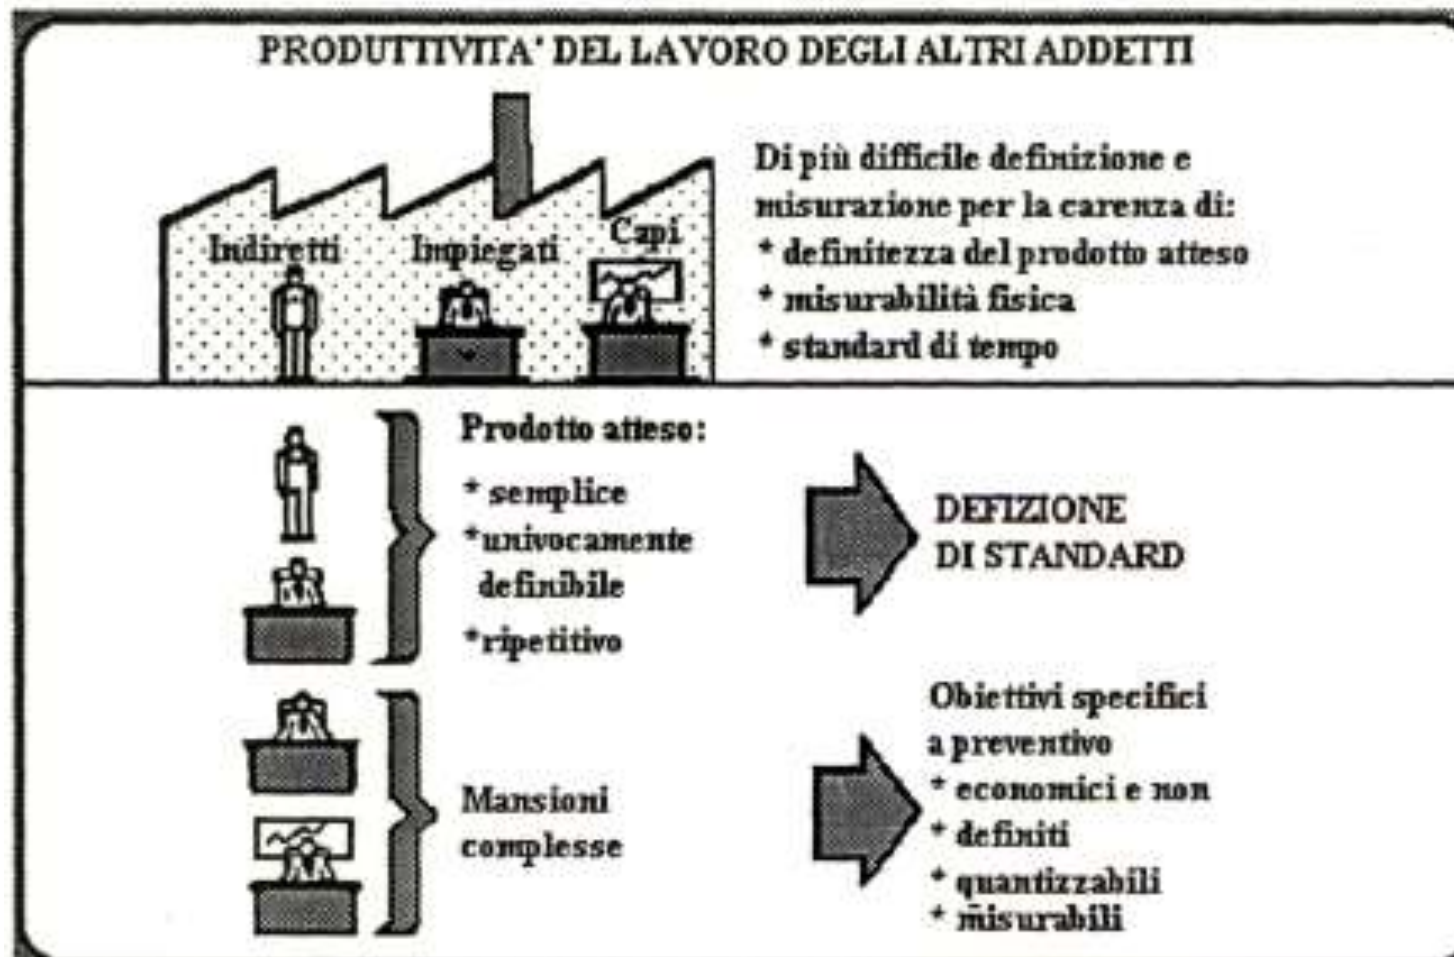 PRODUTTIVITA' DEL LAVORO DEGLI ALTRI ADDETTI
Indiretti
Impiegati
Capi
Di più difficile definizione e
misurazione per la carenza di:
* definitezza del prodotto atteso
* misurabilità fisica
* standard di tempo
Prodotto atteso:
* semplice
*univocamente
definibile
*ripetitivo
DEFIZIONE
DI STANDARD
Mansioni
complesse
Obiettivi specifici
a preventivo
* economici e non
* definiti
* quantizzabili
* misurabili